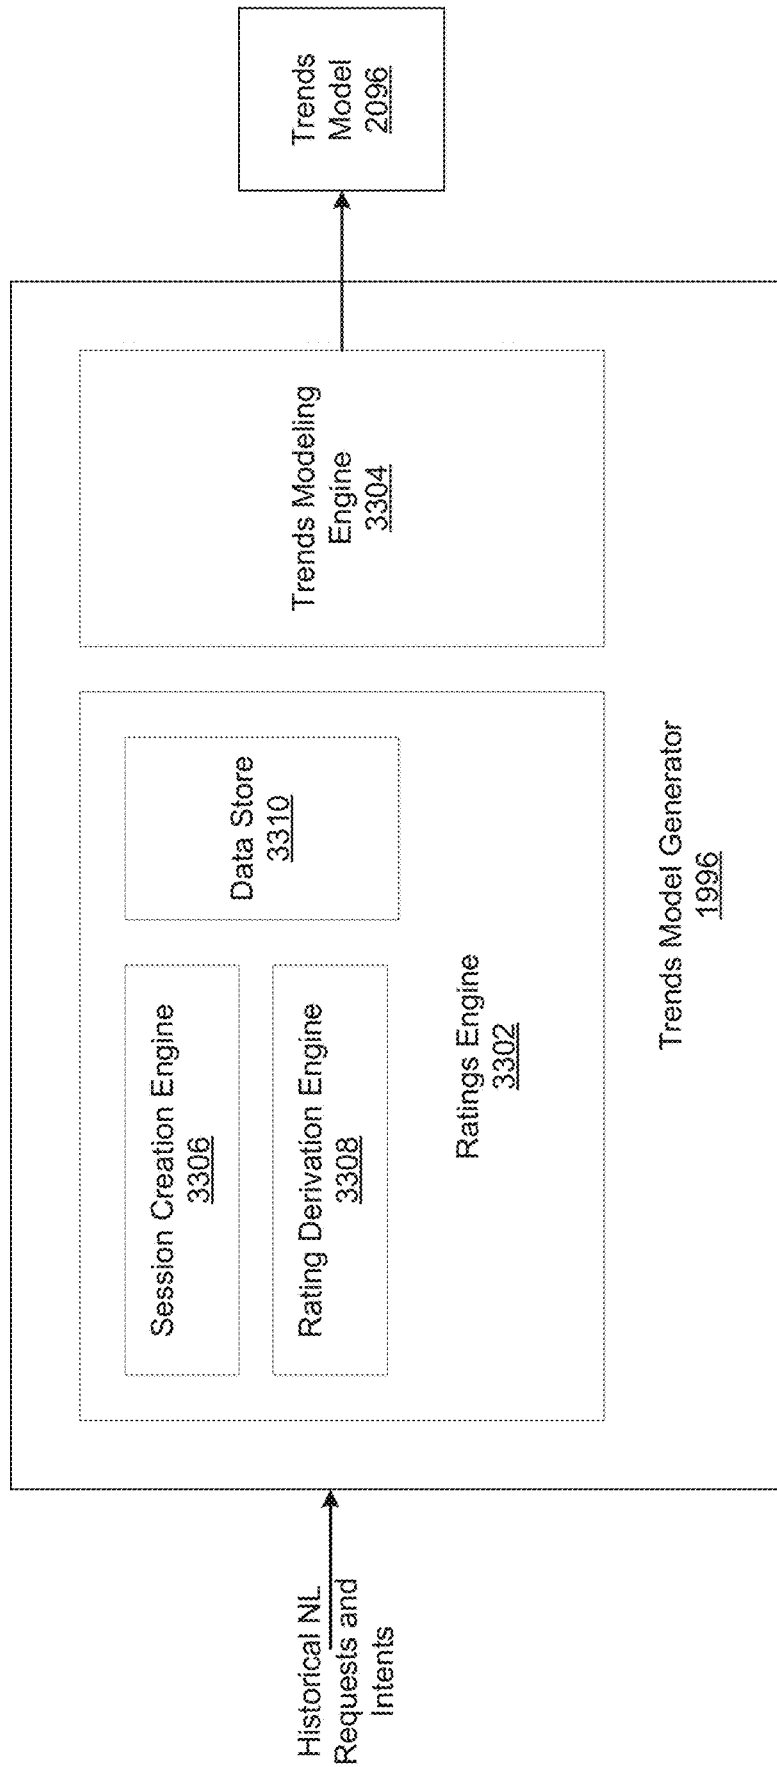 Historical NL
Requests and
Intents
Session Creation Engine
3306
Rating Derivation Engine
3308
Data Store
3310
Ratings Engine
3302
Trends Modeling
Engine
3304
Trends Model Generator
1996
Trends
Model
2096